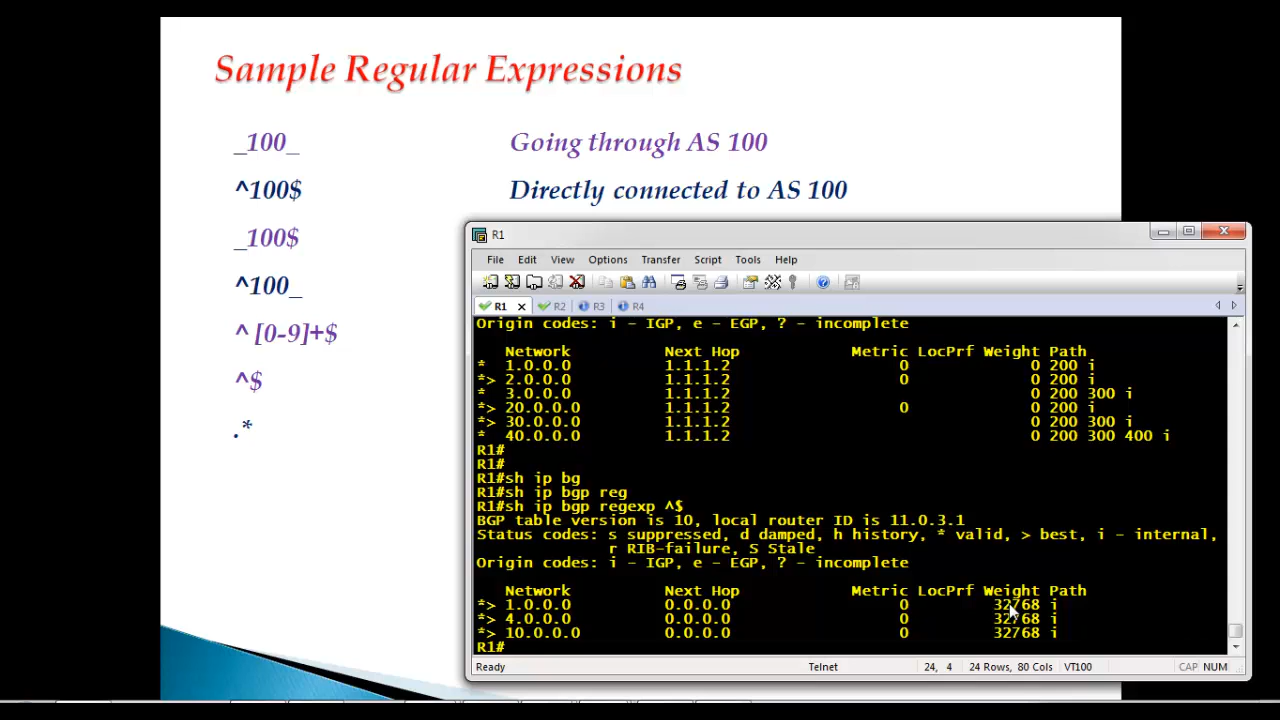 Sample Regular Expressions
_100_ Going through AS 100
^100$ Directly connected to AS 100
_100$
^100_
^ [0-9]+$
^$
.*
R1
File Edit View Options Transfer Script Tools Help
R1 R2 R3 R4
Origin codes: i - IGP, e - EGP, ? - incomplete
Network Next Hop Metric LocPrf Weight Path
* 1.0.0.0 1.1.1.2 0 0 200 i
*> 2.0.0.0 1.1.1.2 0 0 200 i
* 3.0.0.0 1.1.1.2 0 200 300 i
*> 20.0.0.0 1.1.1.2 0 0 200 i
*> 30.0.0.0 1.1.1.2 0 200 300 i
* 40.0.0.0 1.1.1.2 0 200 300 400 i
R1#
R1#
R1#sh ip bg
R1#sh ip bgp reg
R1#sh ip bgp regexp ^$
BGP table version is 10, local router ID is 11.0.3.1
Status codes: s suppressed, d damped, h history, * valid, > best, i - internal,
r RIB-failure, S Stale
Origin codes: i - IGP, e - EGP, ? - incomplete
Network Next Hop Metric LocPrf Weight Path
*> 1.0.0.0 0.0.0.0 0 32768 i
*> 4.0.0.0 0.0.0.0 0 32768 i
*> 10.0.0.0 0.0.0.0 0 32768 i
R1#
Ready Telnet 24, 4 24 Rows, 80 Cols VT100 CAP NUM